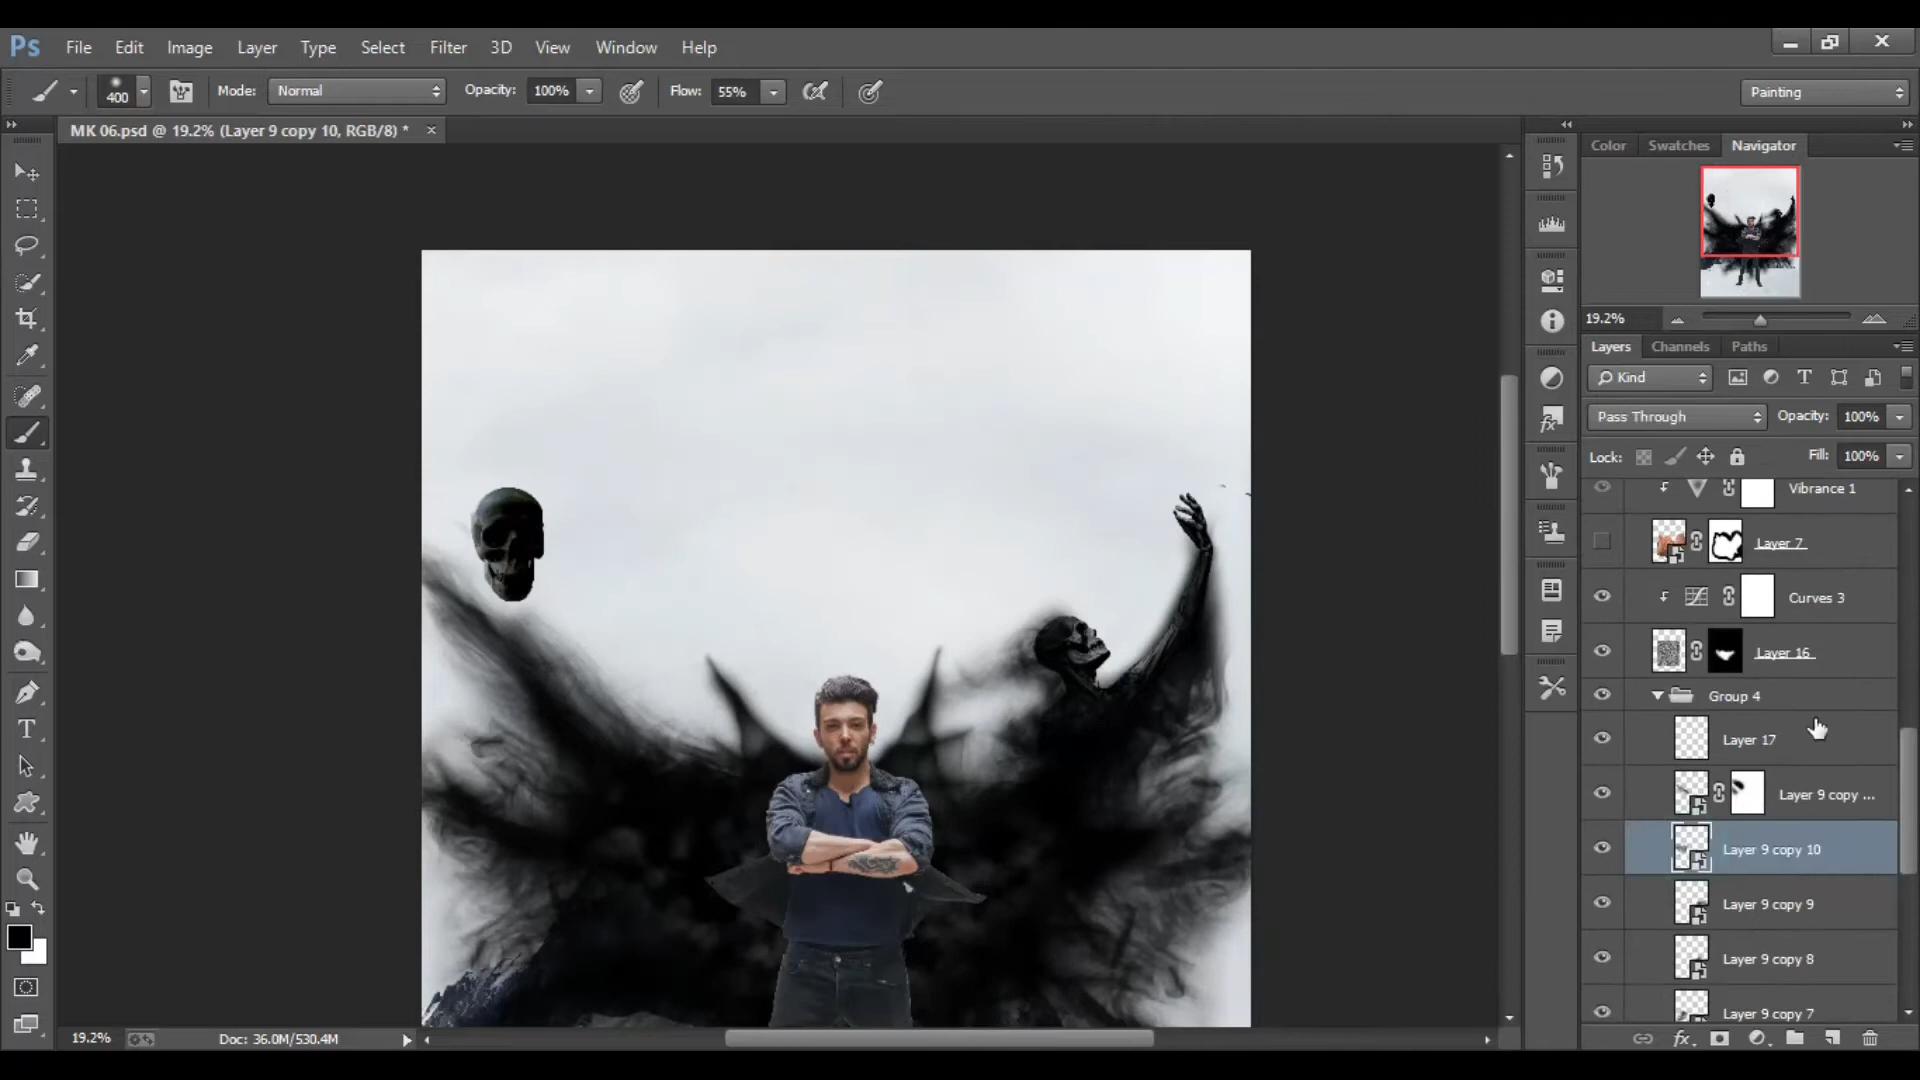 Ps File Edit Image Layer Type Select Filter 3D View Window Help
400 Mode: Normal Opacity: 100% Flow: 55% Painting
MK 06.psd @ 19.2% (Layer 9 copy 10, RGB/8) *
Color Swatches Navigator
19.2%
Layers Channels Paths
Kind
Pass Through Opacity: 100%
Lock: Fill: 100%
Vibrance 1
Layer 7
Curves 3
Layer 16
Group 4
Layer 17
Layer 9 copy ...
Layer 9 copy 10
Layer 9 copy 9
Layer 9 copy 8
Layer 9 copy 7
19.2% Doc: 36.0M/530.4M